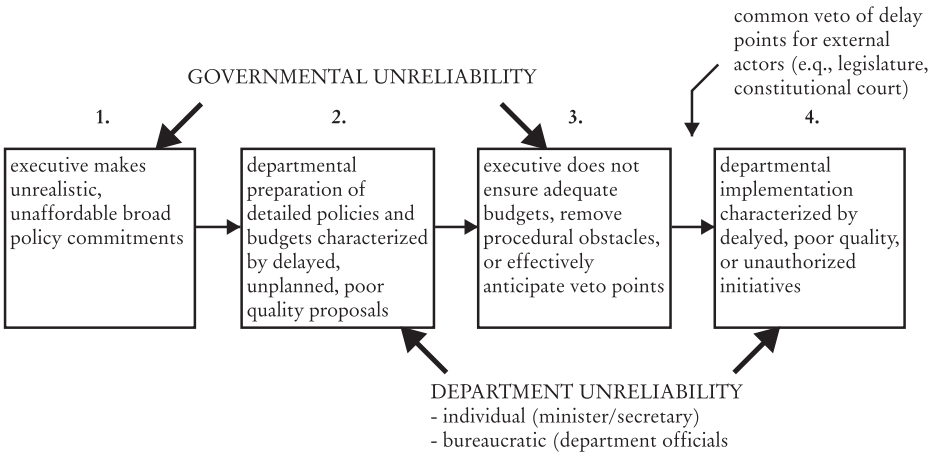 common veto of delay
points for external
actors (e.q., legislature,
constitutional court)
GOVERNMENTAL UNRELIABILITY
1.
2.
3.
4.
executive makes
unrealistic,
unaffordable broad
policy commitments
departmental
preparation of
detailed policies and
budgets characterized
by delayed,
unplanned, poor
quality proposals
executive does not
ensure adequate
budgets, remove
procedural obstacles,
or effectively
anticipate veto points
departmental
implementation
characterized by
dealyed, poor quality,
or unauthorized
initiatives
DEPARTMENT UNRELIABILITY
- individual (minister/secretary)
- bureaucratic (department officials